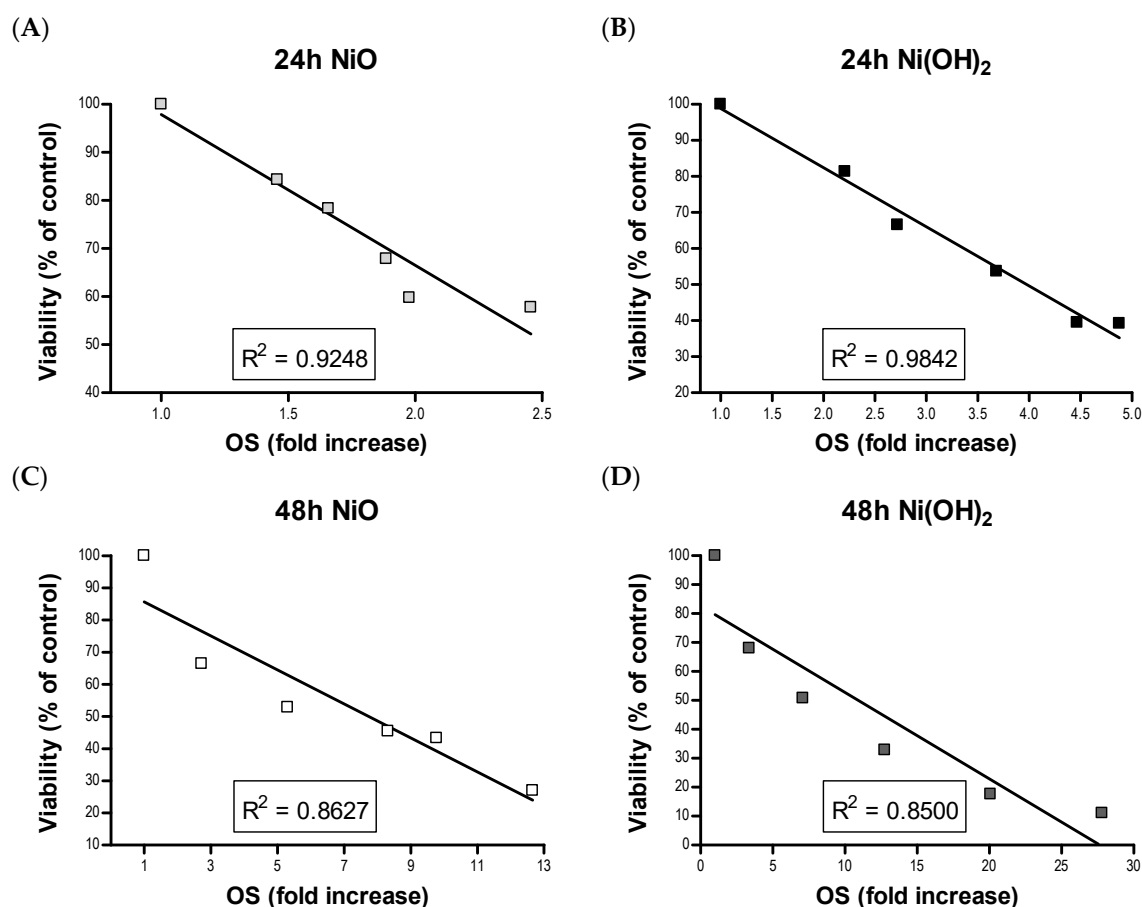 (A)
24h NiO
Viability (% of control)
100
90
80
70
60
50
40
R² = 0.9248
1.0 1.5 2.0 2.5
OS (fold increase)
(B)
24h Ni(OH)₂
Viability (% of control)
100
90
80
70
60
50
40
30
20
R² = 0.9842
1.0 1.5 2.0 2.5 3.0 3.5 4.0 4.5 5.0
OS (fold increase)
(C)
48h NiO
Viability (% of control)
100
90
80
70
60
50
40
30
20
10
R² = 0.8627
1 3 5 7 9 11 13
OS (fold increase)
(D)
48h Ni(OH)₂
Viability (% of control)
100
90
80
70
60
50
40
30
20
10
0
R² = 0.8500
0 5 10 15 20 25 30
OS (fold increase)